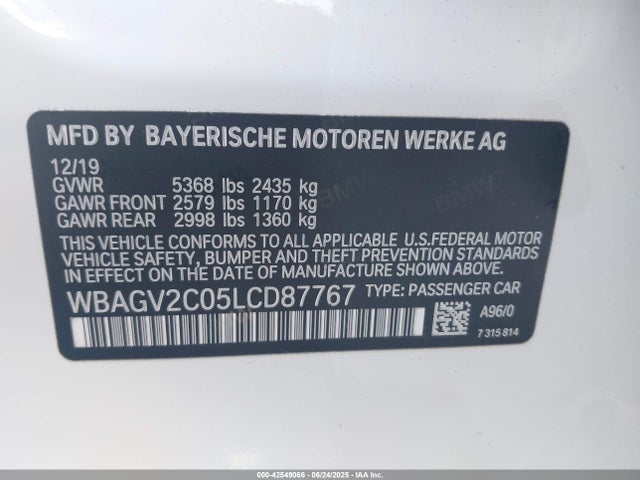 MFD BY BAYERISCHE MOTOREN WERKE AG
12/19
GVWR 5368 lbs 2435 kg
GAWR FRONT 2579 lbs 1170 kg
GAWR REAR 2998 lbs 1360 kg
THIS VEHICLE CONFORMS TO ALL APPLICABLE U.S.FEDERAL MOTOR
VEHICLE SAFETY, BUMPER AND THEFT PREVENTION STANDARDS
IN EFFECT ON THE DATE OF MANUFACTURE SHOWN ABOVE.
WBAGV2C05LCD87767 TYPE: PASSENGER CAR
A96/0
7 315 814
000-42549066 - 06/24/2025 - IAAI.COM